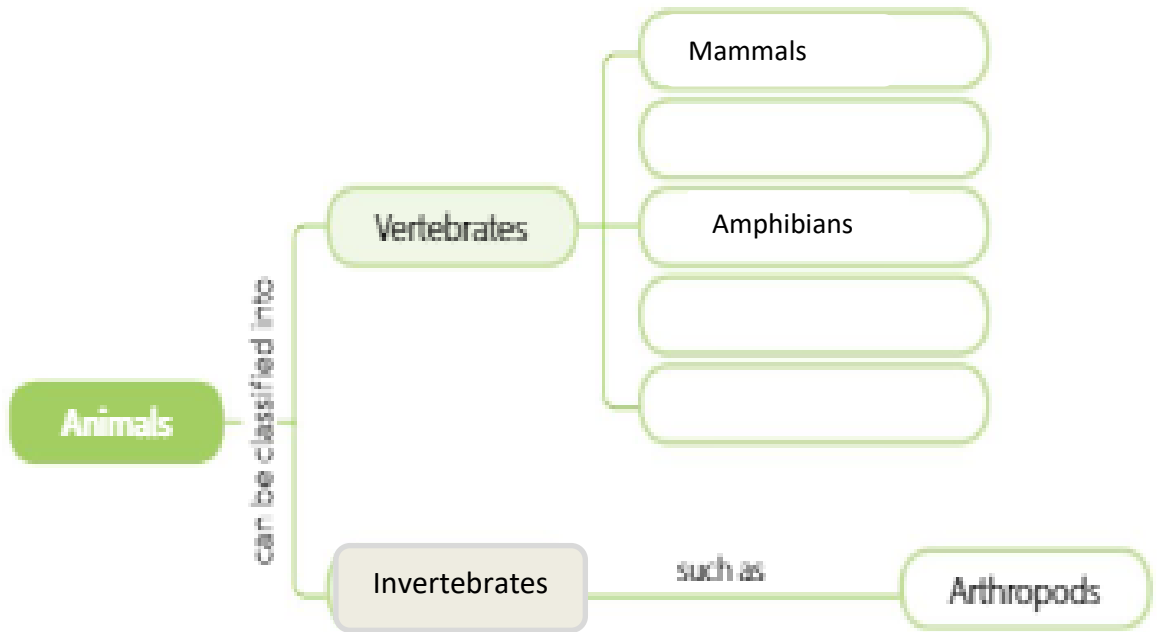 Mammals
Vertebrates
Amphibians
can be classified into
Animals
Invertebrates
such as
Arthropods